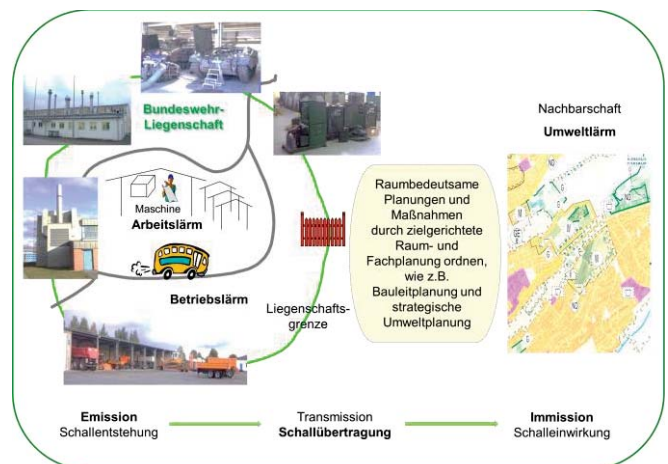 Bundeswehr-
Liegenschaft
Maschine
Arbeitslärm
Betriebslärm
Liegenschafts-
grenze
Raumbedeutsame
Planungen und
Maßnahmen
durch zielgerichtete
Raum- und
Fachplanung ordnen,
wie z.B.
Bauleitplanung und
strategische
Umweltplanung
Nachbarschaft
Umweltlärm
Emission
Schallentstehung
Transmission
Schallübertragung
Immission
Schalleinwirkung